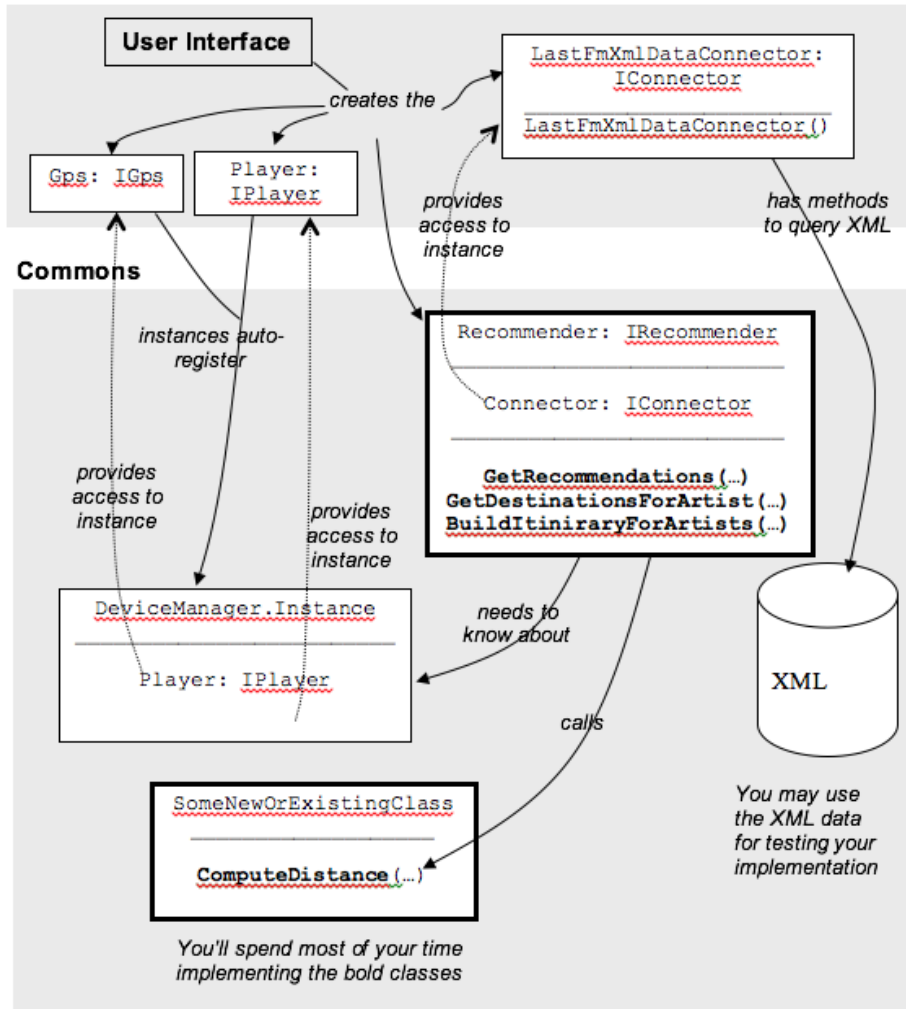 User Interface
LastFmXmlDataConnector:
IConnector
LastFmXmlDataConnector()
creates the
Gps: IGps
Player:
IPlayer
provides
access to
instance
has methods
to query XML
Commons
instances auto-
register
Recommender: IRecommender
Connector: IConnector
GetRecommendations(…)
GetDestinationsForArtist(…)
BuildItiniraryForArtists(…)
provides
access to
instance
provides
access to
instance
DeviceManager.Instance
Player: IPlayer
needs to
know about
XML
calls
SomeNewOrExistingClass
ComputeDistance(…)
You may use
the XML data
for testing your
implementation
You'll spend most of your time
implementing the bold classes